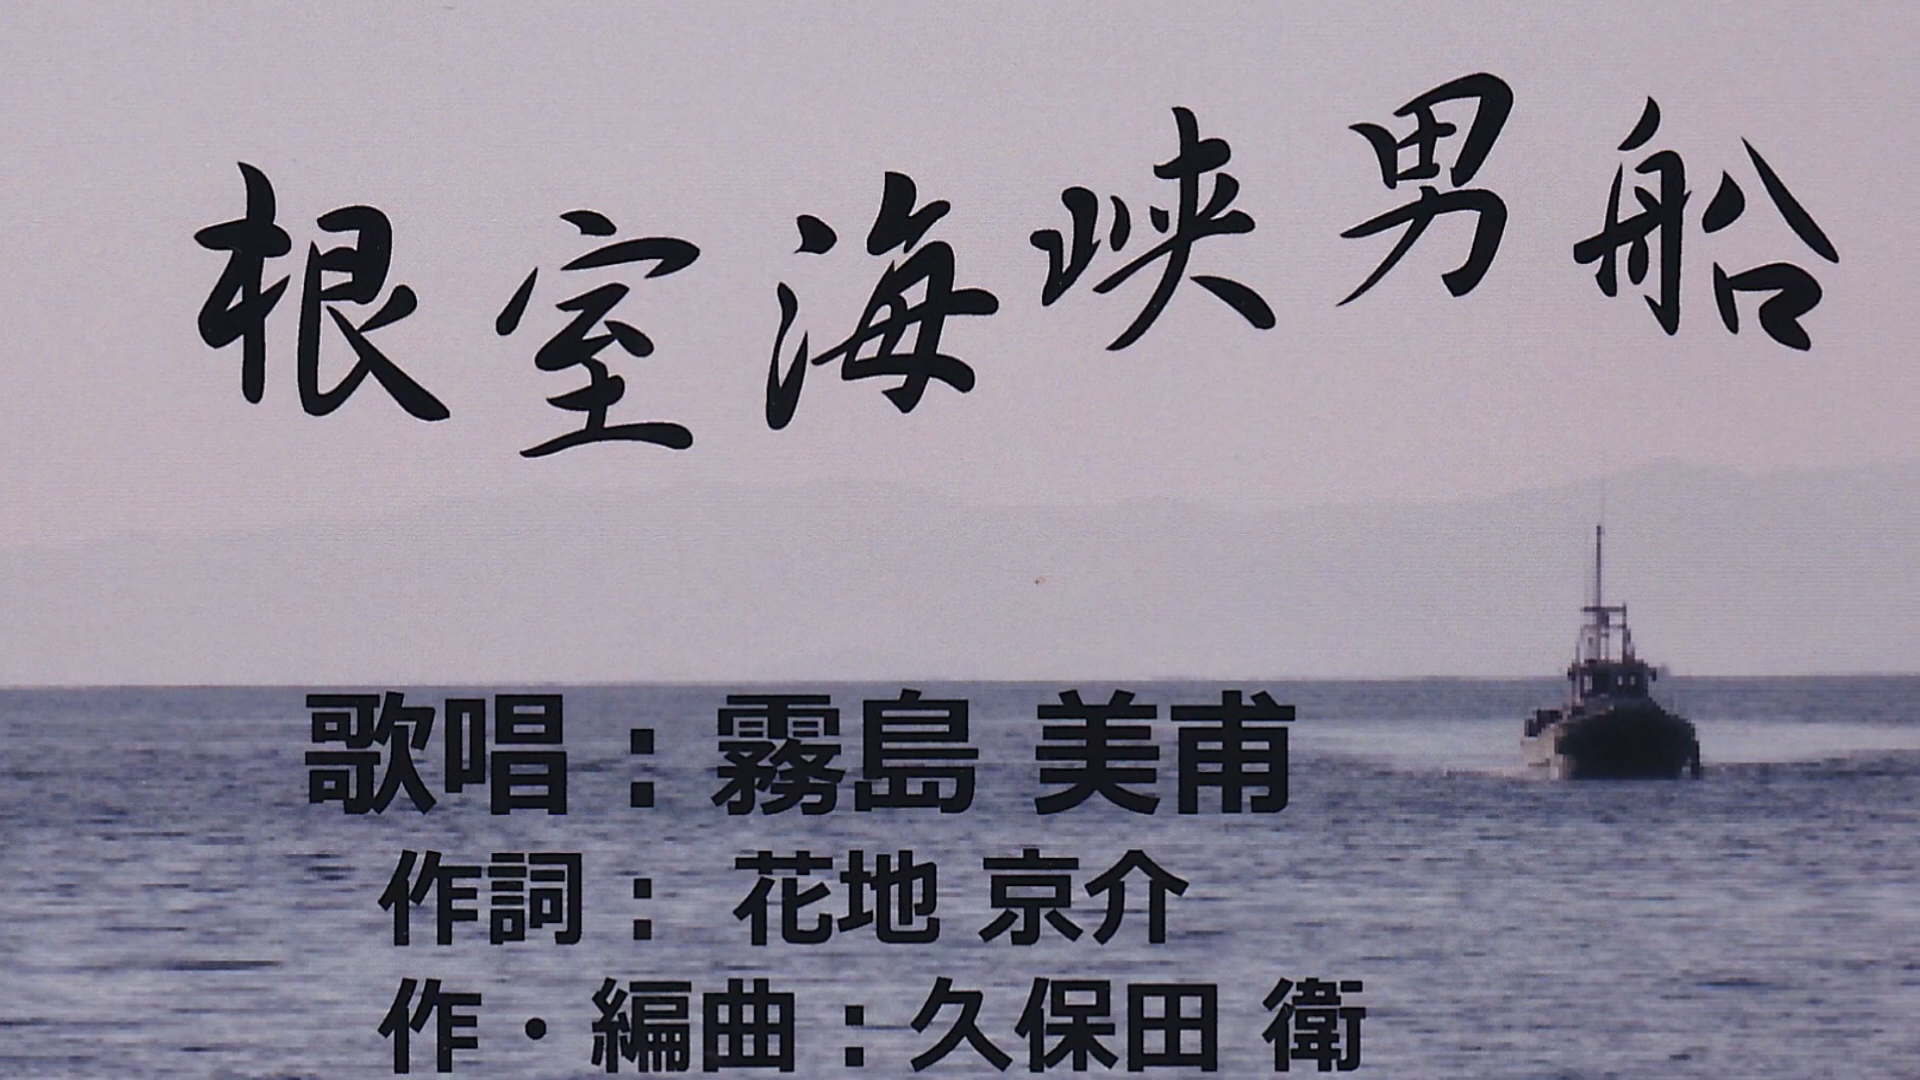 根室海峡男船
歌唱：霧島 美甫
作詞： 花地 京介
作・編曲：久保田 衛